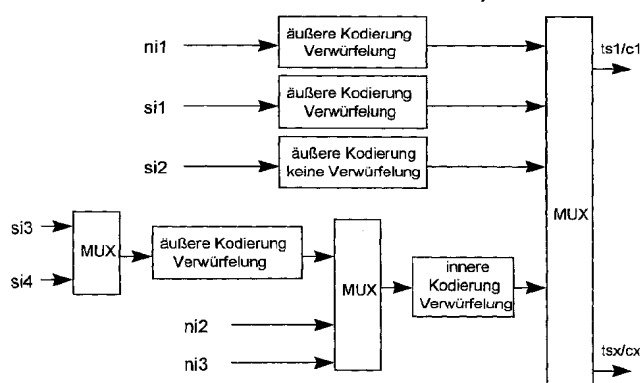 ni1
äußere Kodierung
Verwürfelung
ts1/c1
si1
äußere Kodierung
Verwürfelung
si2
äußere Kodierung
keine Verwürfelung
MUX
si3
si4
MUX
äußere Kodierung
Verwürfelung
MUX
innere
Kodierung
Verwürfelung
ni2
ni3
tsx/cx